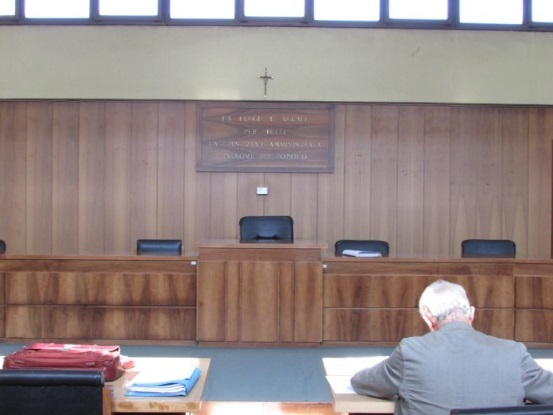 LA LEGGE E' UGUALE
PER TUTTI
LA GIUSTIZIA E' AMMINISTRATA
IN NOME DEL POPOLO